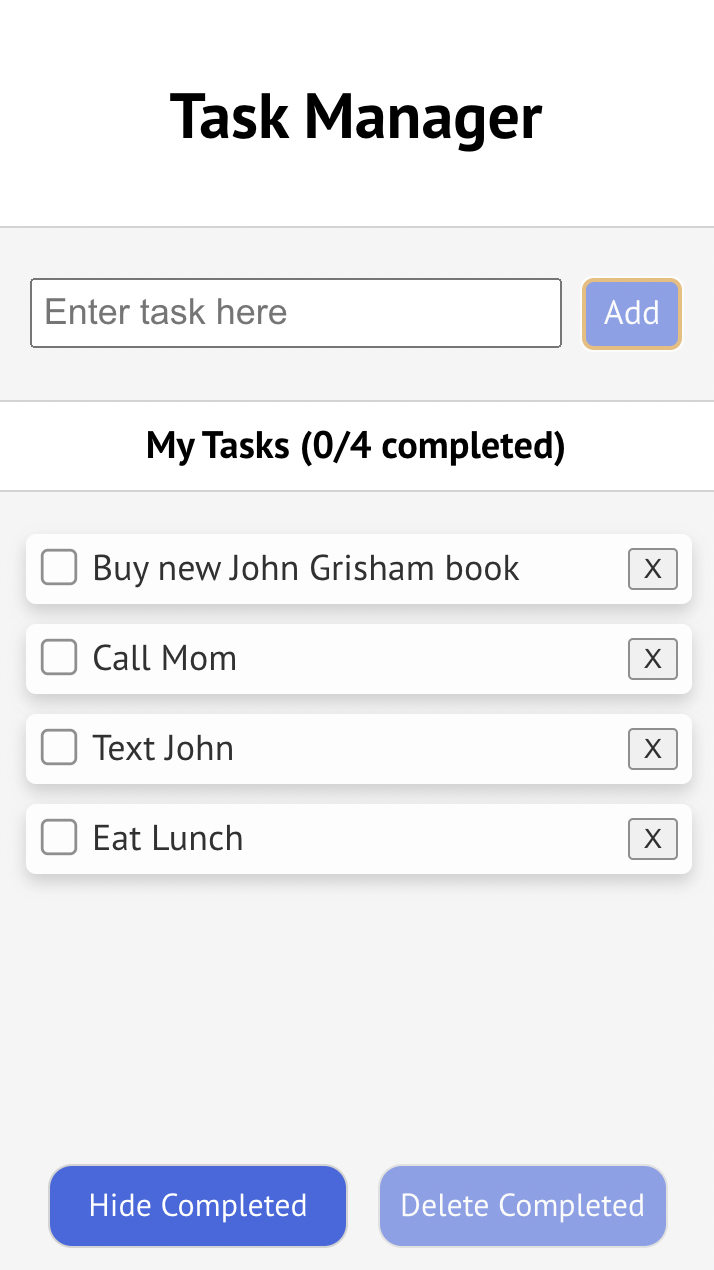 Task Manager
Enter task here
Add
My Tasks (0/4 completed)
Buy new John Grisham book X
Call Mom X
Text John X
Eat Lunch X
Hide Completed
Delete Completed